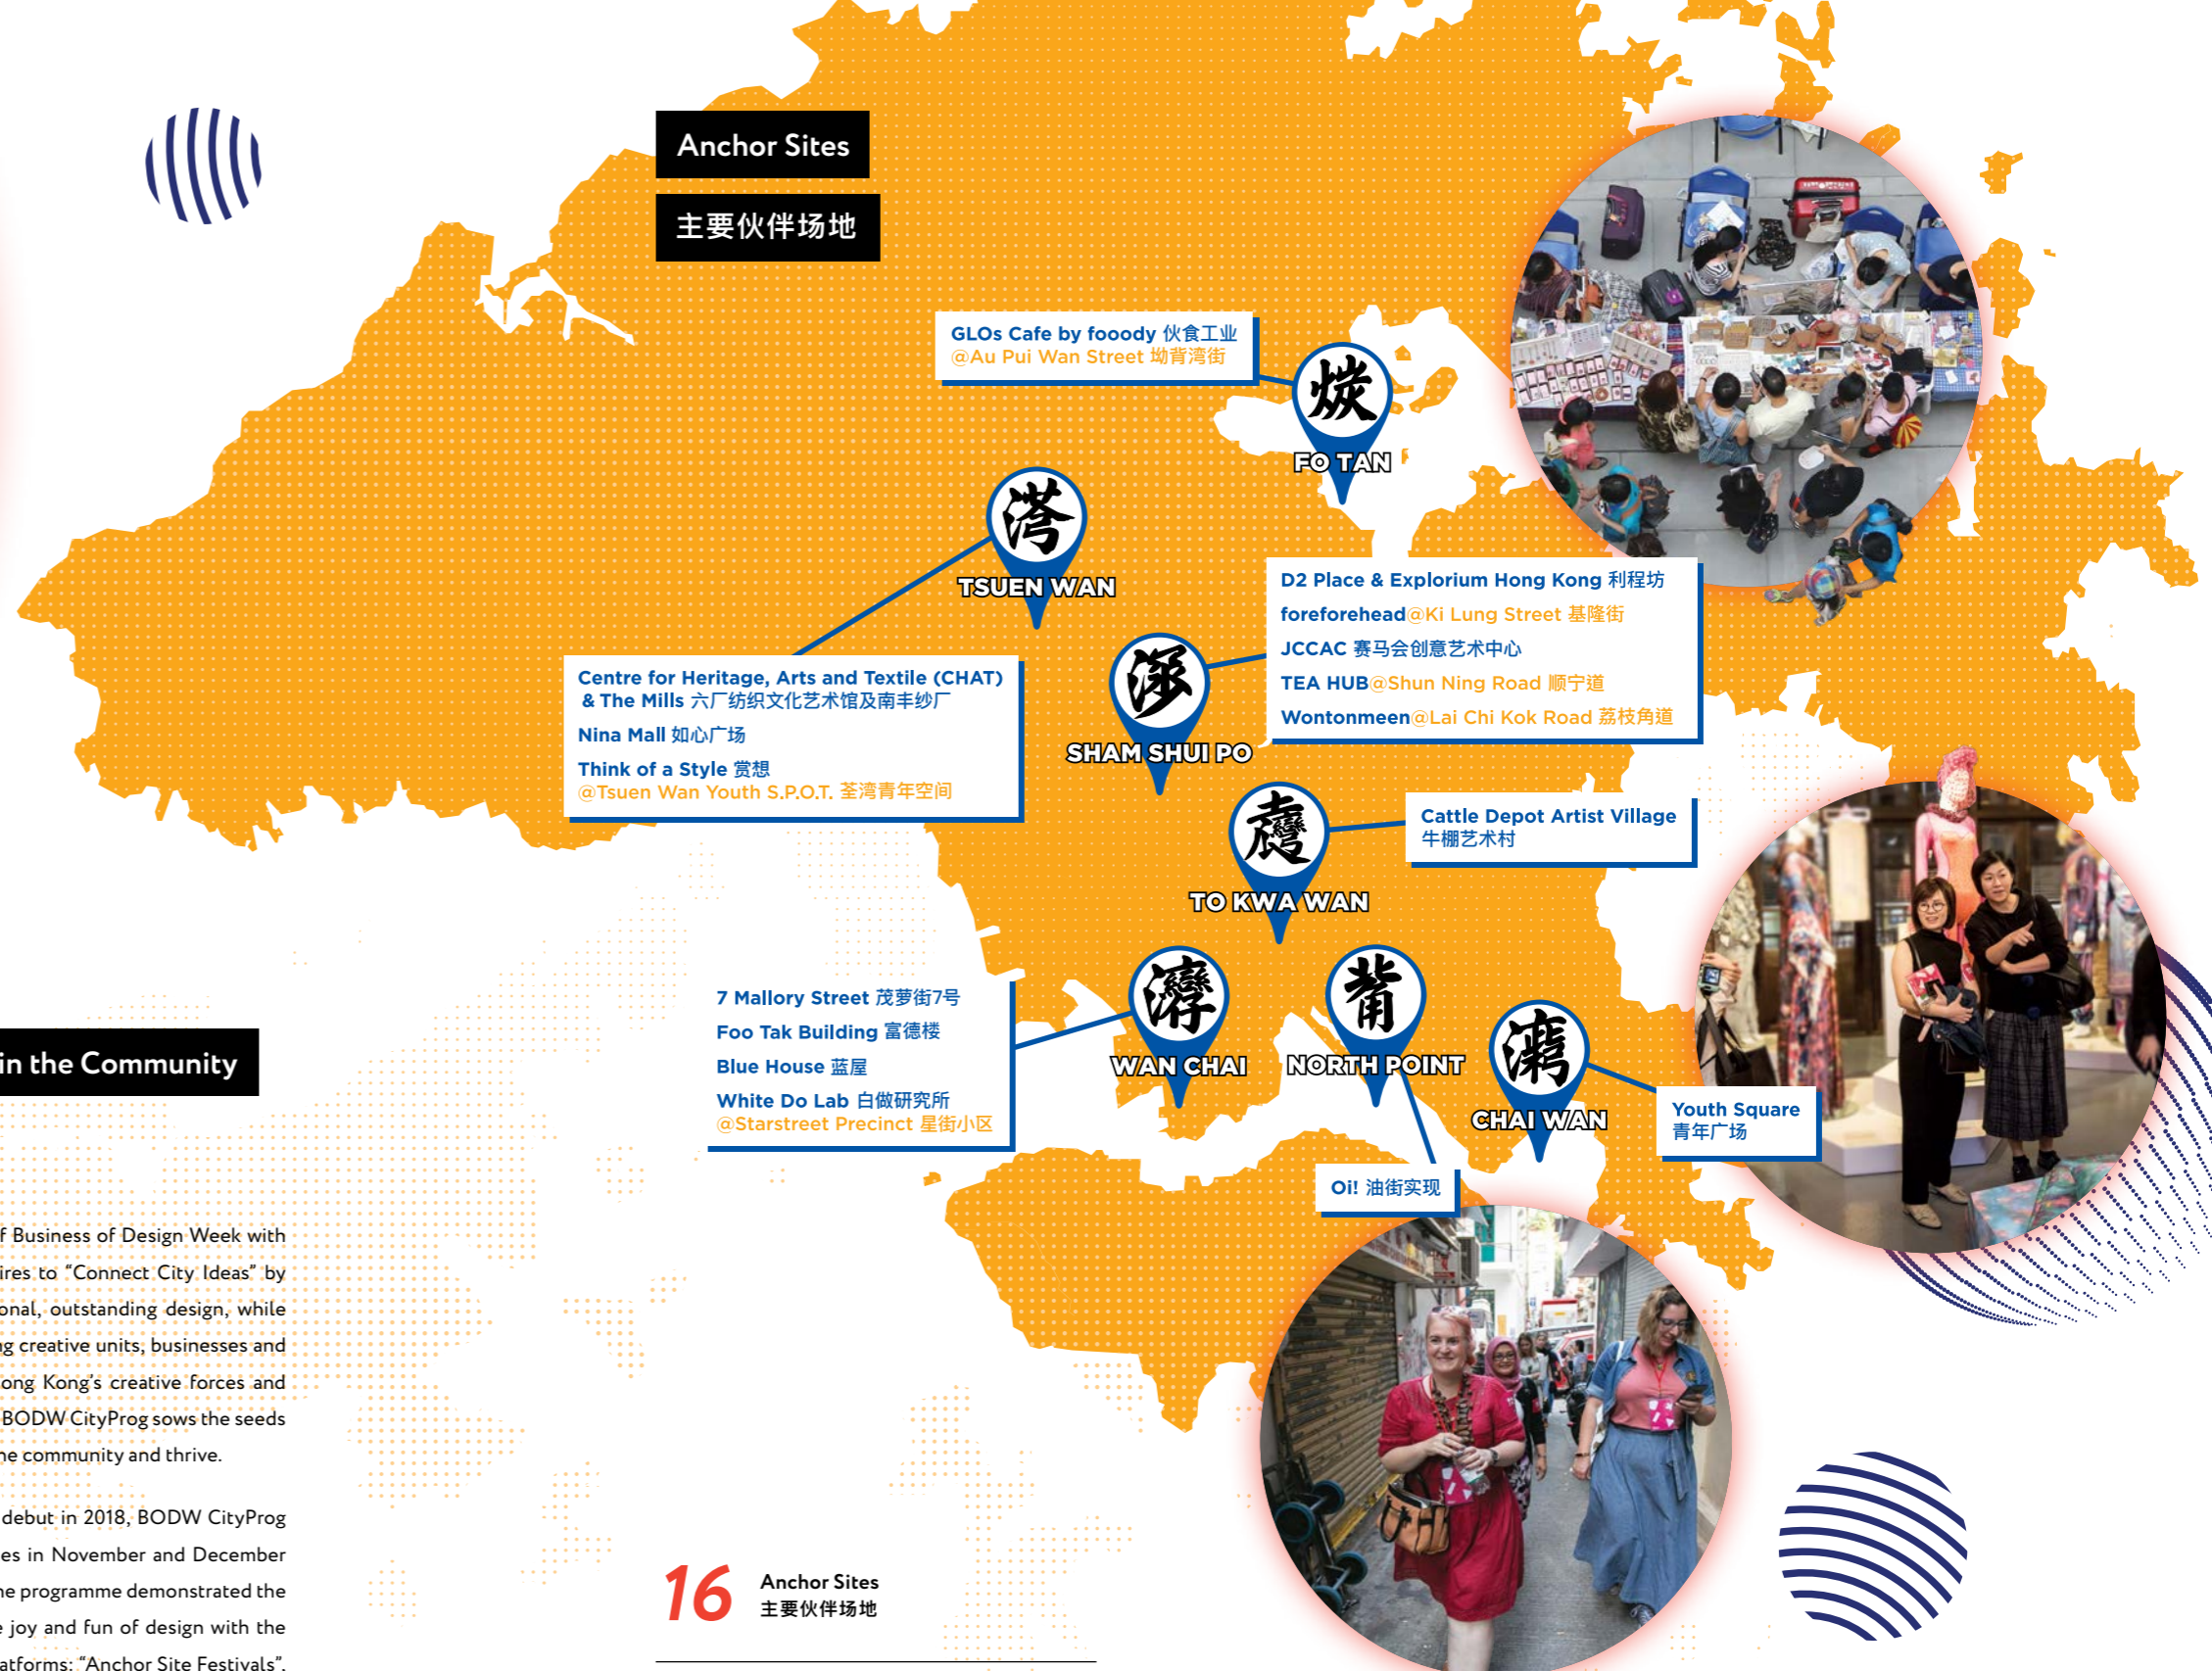 Anchor Sites
主要伙伴场地
GLOs Cafe by fooody 伙食工业
@Au Pui Wan Street 坳背湾街
FO TAN
TSUEN WAN
Centre for Heritage, Arts and Textile (CHAT)
& The Mills 六厂纺织文化艺术馆及南丰纱厂
Nina Mall 如心广场
Think of a Style 赏想
@Tsuen Wan Youth S.P.O.T. 荃湾青年空间
D2 Place & Explorium Hong Kong 利程坊
foreforehead@Ki Lung Street 基隆街
JCCAC 赛马会创意艺术中心
TEA HUB@Shun Ning Road 顺宁道
Wontonmeen@Lai Chi Kok Road 荔枝角道
SHAM SHUI PO
Cattle Depot Artist Village
牛棚艺术村
TO KWA WAN
7 Mallory Street 茂萝街7号
Foo Tak Building 富德楼
Blue House 蓝屋
White Do Lab 白做研究所
@Starstreet Precinct 星街小区
WAN CHAI
NORTH POINT
CHAI WAN
Youth Square
青年广场
Oi! 油街实现
in the Community
f Business of Design Week with
ires to “Connect City Ideas” by
onal, outstanding design, while
ng creative units, businesses and
ong Kong’s creative forces and
BODW CityProg sows the seeds
he community and thrive.
debut in 2018, BODW CityProg
es in November and December
he programme demonstrated the
e joy and fun of design with the
atforms: “Anchor Site Festivals”,
16
Anchor Sites
主要伙伴场地